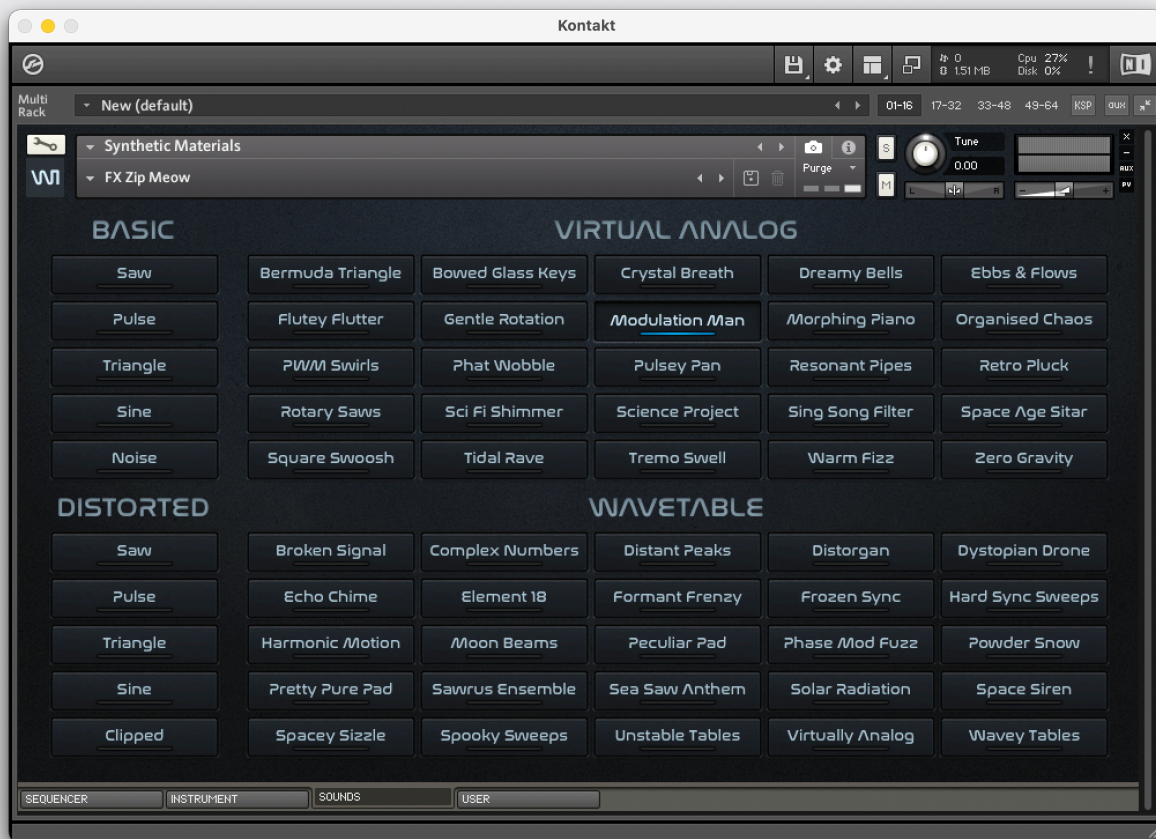 Kontakt
0 Cpu 27%
1.51 MB Disk 0% ! NI
Multi
Rack
New (default) 01-16 17-32 33-48 49-64 KSP aux
Synthetic Materials
S Tune
FX Zip Meow Purge 0.00
M L R - +
× - AUX PV
BASIC VIRTUAL ANALOG
Saw Bermuda Triangle Bowed Glass Keys Crystal Breath Dreamy Bells Ebbs & Flows
Pulse Flutey Flutter Gentle Rotation Modulation Man Morphing Piano Organised Chaos
Triangle PWM Swirls Phat Wobble Pulsey Pan Resonant Pipes Retro Pluck
Sine Rotary Saws Sci Fi Shimmer Science Project Sing Song Filter Space Age Sitar
Noise Square Swoosh Tidal Rave Tremo Swell Warm Fizz Zero Gravity
DISTORTED WAVETABLE
Saw Broken Signal Complex Numbers Distant Peaks Distorgan Dystopian Drone
Pulse Echo Chime Element 18 Formant Frenzy Frozen Sync Hard Sync Sweeps
Triangle Harmonic Motion Moon Beams Peculiar Pad Phase Mod Fuzz Powder Snow
Sine Pretty Pure Pad Sawrus Ensemble Sea Saw Anthem Solar Radiation Space Siren
Clipped Spacey Sizzle Spooky Sweeps Unstable Tables Virtually Analog Wavey Tables
SEQUENCER INSTRUMENT SOUNDS USER